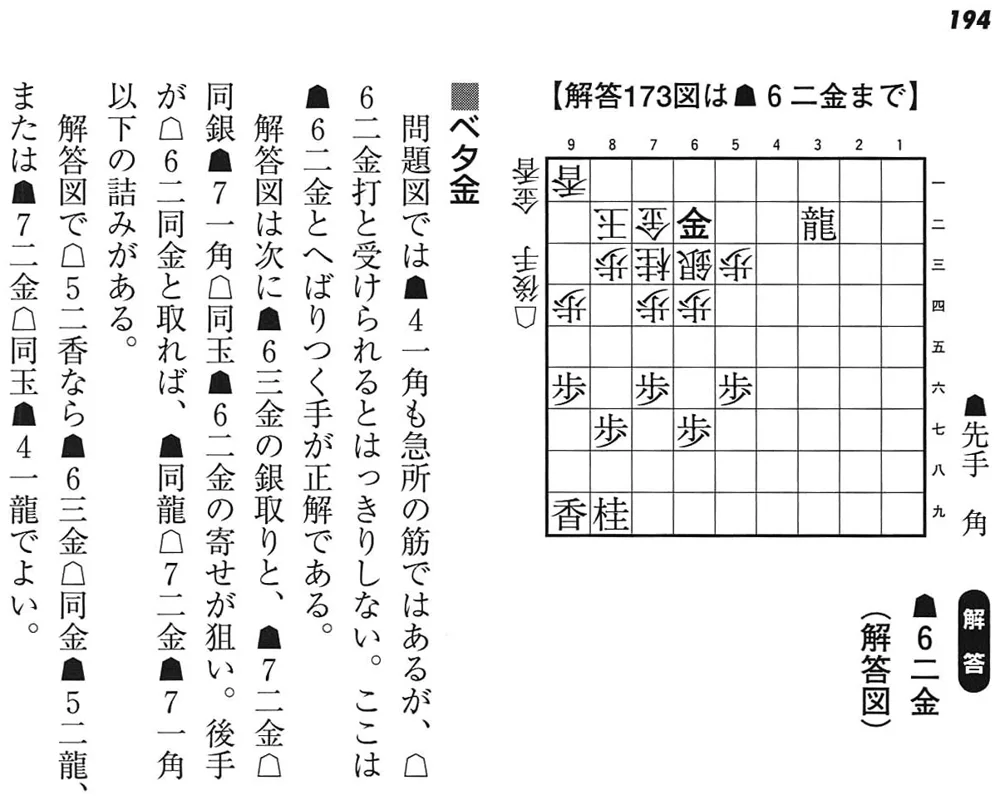 194
解答
▲6二金
(解答図)
【解答173図は▲6二金まで】
9 8 7 6 5 4 3 2 1
香 一
王 金 金 龍 二
歩 桂 銀 歩 三
歩 歩 歩 四
五
歩 歩 歩 六
歩 歩 七
八
香 桂 九
▲先手 角
△後手 金香
■ベタ金
問題図では▲4一角も急所の筋ではあるが、△
6二金打と受けられるとはっきりしない。ここは
▲6二金とへばりつく手が正解である。
解答図は次に▲6三金の銀取りと、▲7二金△
同銀▲7一角△同玉▲6二金の寄せが狙い。後手
が△6二同金と取れば、▲同龍△7二金▲7一角
以下の詰みがある。
解答図で△5二香なら▲6三金△同金▲5二龍、
または▲7二金△同玉▲4一龍でよい。